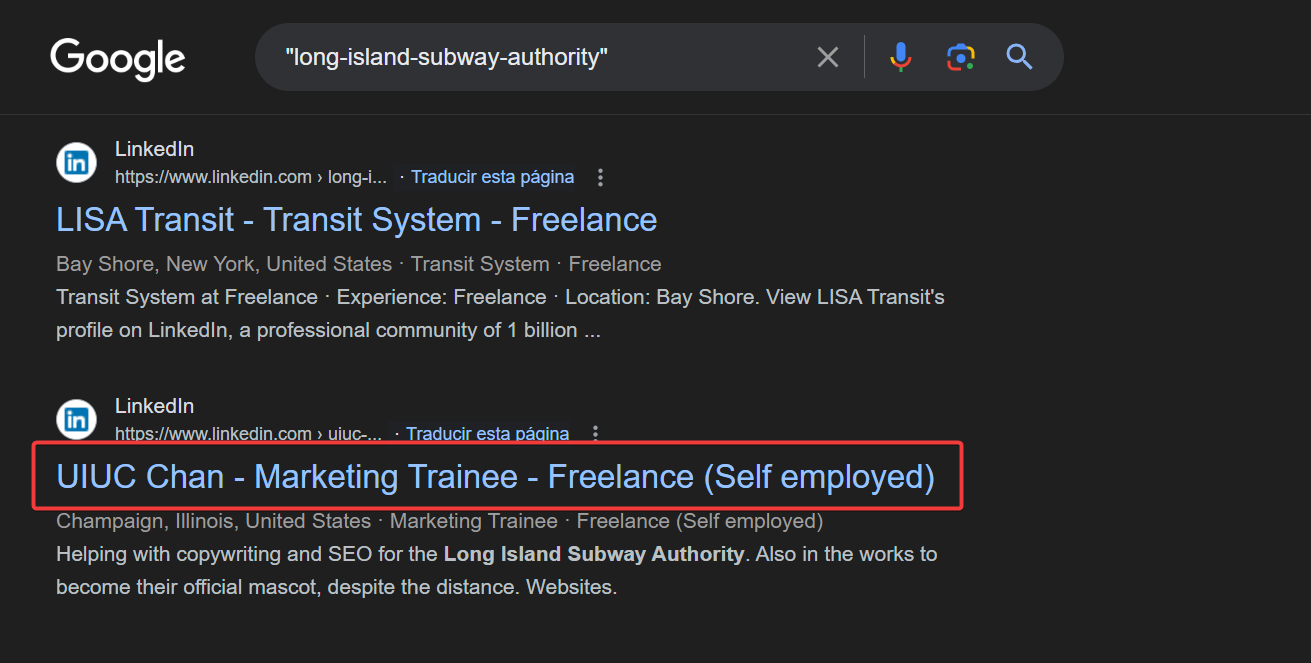 Google
"long-island-subway-authority"
LinkedIn
https://www.linkedin.com › long-i... · Traducir esta página
LISA Transit - Transit System - Freelance
Bay Shore, New York, United States · Transit System · Freelance
Transit System at Freelance · Experience: Freelance · Location: Bay Shore. View LISA Transit's
profile on LinkedIn, a professional community of 1 billion ...
LinkedIn
https://www.linkedin.com › uiuc-... · Traducir esta página
UIUC Chan - Marketing Trainee - Freelance (Self employed)
Champaign, Illinois, United States · Marketing Trainee · Freelance (Self employed)
Helping with copywriting and SEO for the Long Island Subway Authority. Also in the works to
become their official mascot, despite the distance. Websites.